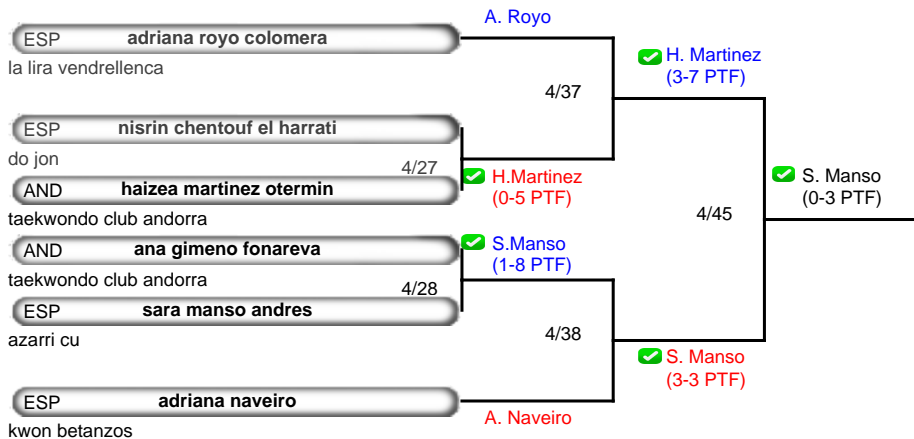 A. Royo
ESP adriana royo colomera
la lira vendrellenca
H. Martinez
(3-7 PTF)
4/37
ESP nisrin chentouf el harrati
do jon
4/27
H.Martinez
(0-5 PTF)
AND haizea martinez otermin
taekwondo club andorra
S. Manso
(0-3 PTF)
4/45
AND ana gimeno fonareva
taekwondo club andorra
S.Manso
(1-8 PTF)
4/28
ESP sara manso andres
azarri cu
4/38
S. Manso
(3-3 PTF)
ESP adriana naveiro
kwon betanzos
A. Naveiro